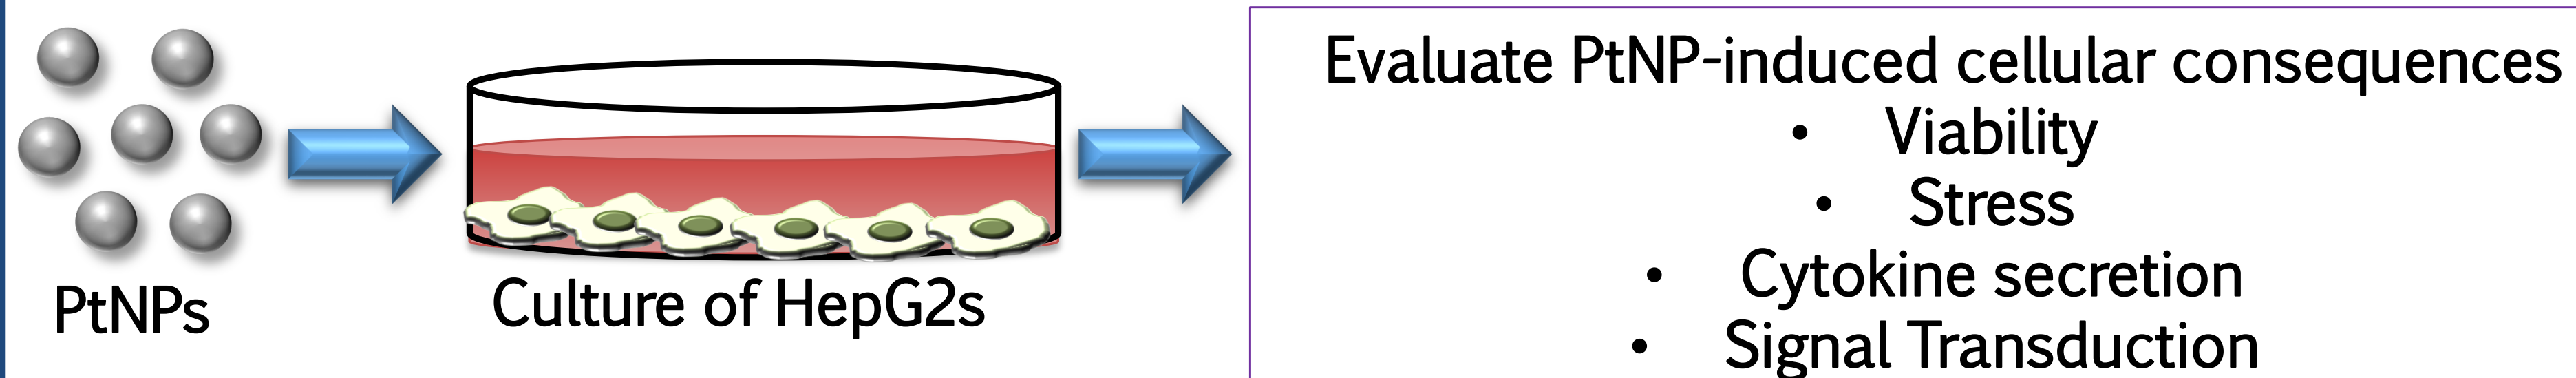 PtNPs
Culture of HepG2s
Evaluate PtNP-induced cellular consequences
• Viability
• Stress
• Cytokine secretion
• Signal Transduction